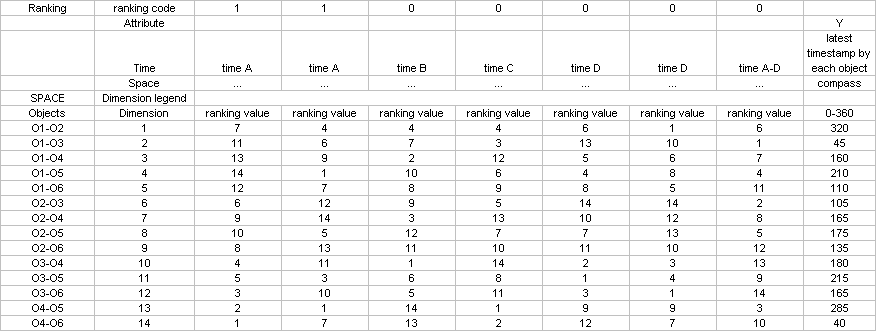 Ranking ranking code 1 1 0 0 0 0 0
Attribute Y
Time time A time A time B time C time D time D time A-D latest timestamp by each object compass
Space ... ... ... ... ... ... ...
SPACE Dimension legend
Objects Dimension ranking value ranking value ranking value ranking value ranking value ranking value ranking value 0-360
O1-O2 1 7 4 4 4 6 1 6 320
O1-O3 2 11 6 7 3 13 10 1 45
O1-O4 3 13 9 2 12 5 6 7 160
O1-O5 4 14 1 10 6 4 8 4 210
O1-O6 5 12 7 8 9 8 5 11 110
O2-O3 6 6 12 9 5 14 14 2 105
O2-O4 7 9 14 3 13 10 12 8 165
O2-O5 8 10 5 12 7 7 13 5 175
O2-O6 9 8 13 11 10 11 10 12 135
O3-O4 10 4 11 1 14 2 3 13 180
O3-O5 11 5 3 6 8 1 4 9 215
O3-O6 12 3 10 5 11 3 1 14 165
O4-O5 13 2 1 14 1 9 9 3 285
O4-O6 14 1 7 13 2 12 7 10 40